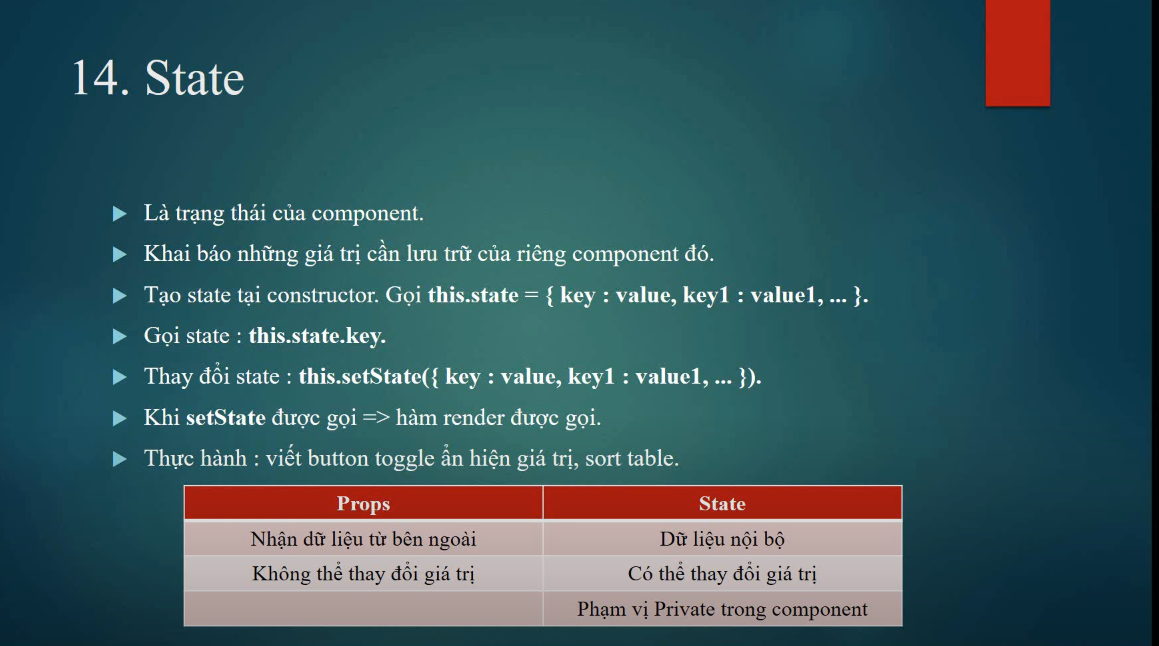 14. State
Là trạng thái của component.
Khai báo những giá trị cần lưu trữ của riêng component đó.
Tạo state tại constructor. Gọi this.state = { key : value, key1 : value1, ... }.
Gọi state : this.state.key.
Thay đổi state : this.setState({ key : value, key1 : value1, ... }).
Khi setState được gọi => hàm render được gọi.
Thực hành : viết button toggle ẩn hiện giá trị, sort table.
Props State
Nhận dữ liệu từ bên ngoài Dữ liệu nội bộ
Không thể thay đổi giá trị Có thể thay đổi giá trị
Phạm vị Private trong component